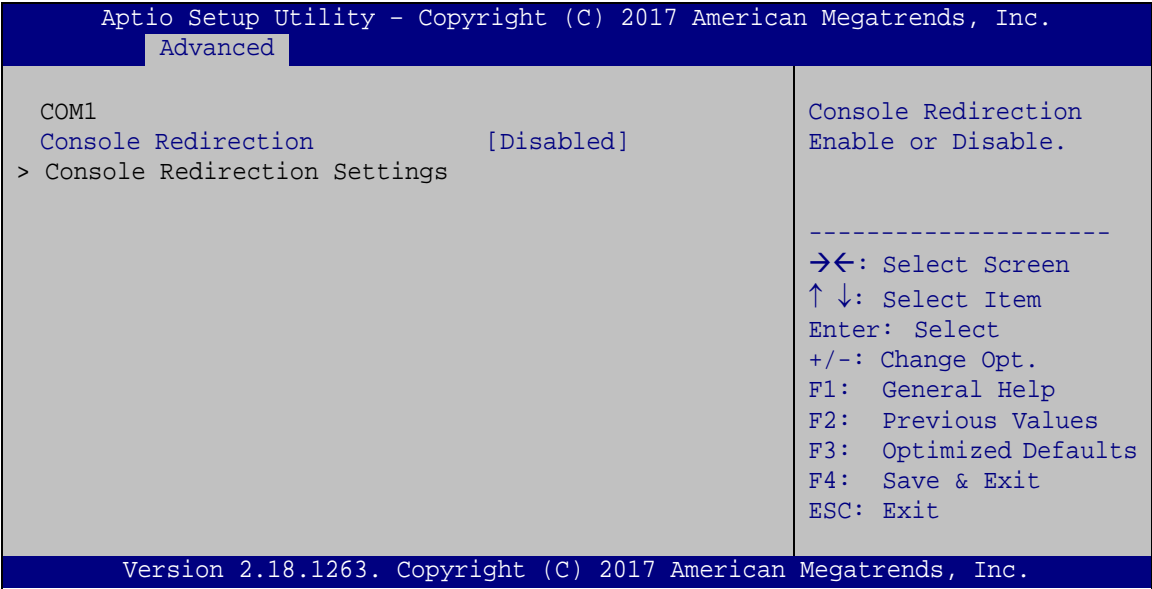 Aptio Setup Utility – Copyright (C) 2017 American Megatrends, Inc.
Advanced
COM1
Console Redirection [Disabled]
> Console Redirection Settings
Console Redirection
Enable or Disable.
---------------------
→←: Select Screen
↑ ↓: Select Item
Enter: Select
+/-: Change Opt.
F1: General Help
F2: Previous Values
F3: Optimized Defaults
F4: Save & Exit
ESC: Exit
Version 2.18.1263. Copyright (C) 2017 American Megatrends, Inc.